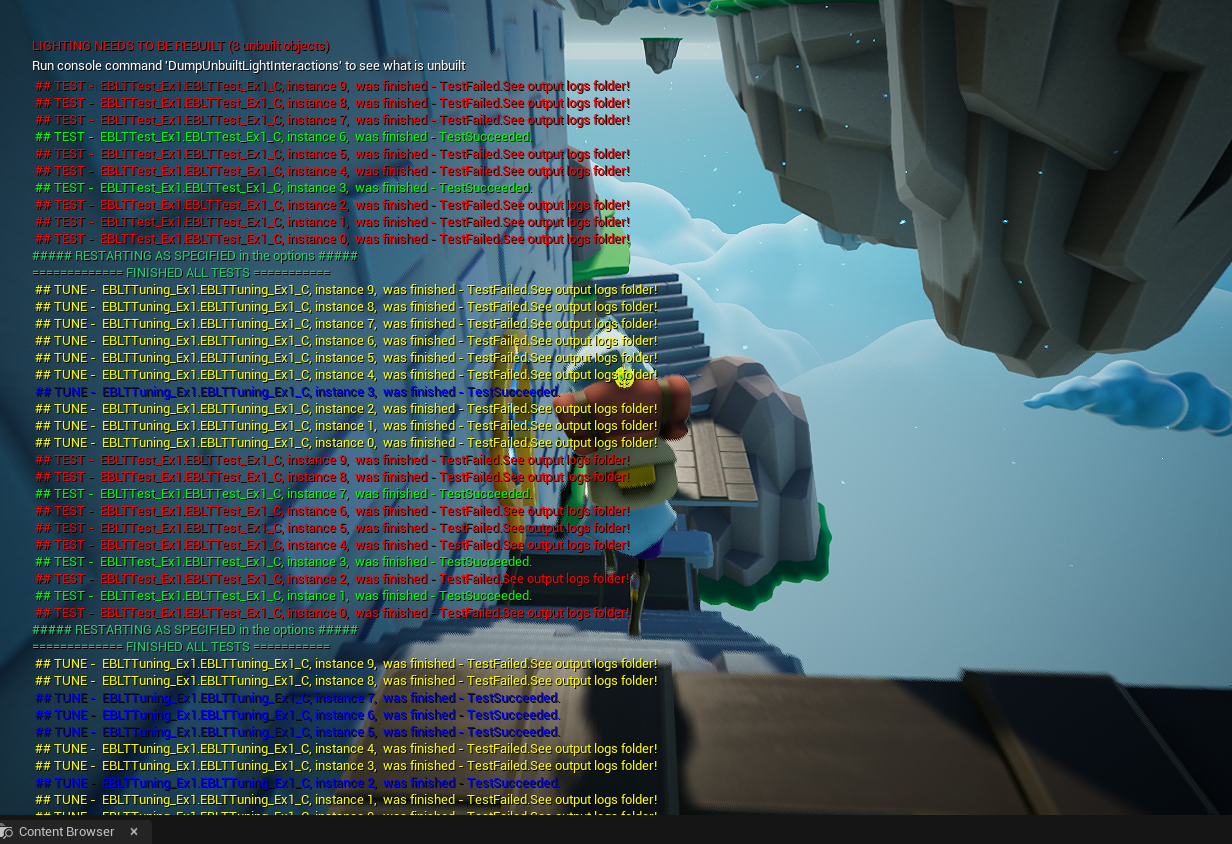 LIGHTING NEEDS TO BE REBUILT (8 unbuilt objects)
Run console command 'DumpUnbuiltLightInteractions' to see what is unbuilt
## TEST - EBLTTest_Ex1.EBLTTest_Ex1_C, instance 9, was finished - TestFailed.See output logs folder!
## TEST - EBLTTest_Ex1.EBLTTest_Ex1_C, instance 8, was finished - TestFailed.See output logs folder!
## TEST - EBLTTest_Ex1.EBLTTest_Ex1_C, instance 7, was finished - TestFailed.See output logs folder!
## TEST - EBLTTest_Ex1.EBLTTest_Ex1_C, instance 6, was finished - TestSucceeded.
## TEST - EBLTTest_Ex1.EBLTTest_Ex1_C, instance 5, was finished - TestFailed.See output logs folder!
## TEST - EBLTTest_Ex1.EBLTTest_Ex1_C, instance 4, was finished - TestFailed.See output logs folder!
## TEST - EBLTTest_Ex1.EBLTTest_Ex1_C, instance 3, was finished - TestSucceeded.
## TEST - EBLTTest_Ex1.EBLTTest_Ex1_C, instance 2, was finished - TestFailed.See output logs folder!
## TEST - EBLTTest_Ex1.EBLTTest_Ex1_C, instance 1, was finished - TestFailed.See output logs folder!
## TEST - EBLTTest_Ex1.EBLTTest_Ex1_C, instance 0, was finished - TestFailed.See output logs folder!
##### RESTARTING AS SPECIFIED in the options #####
============= FINISHED ALL TESTS ===========
## TUNE - EBLTTuning_Ex1.EBLTTuning_Ex1_C, instance 9, was finished - TestFailed.See output logs folder!
## TUNE - EBLTTuning_Ex1.EBLTTuning_Ex1_C, instance 8, was finished - TestFailed.See output logs folder!
## TUNE - EBLTTuning_Ex1.EBLTTuning_Ex1_C, instance 7, was finished - TestFailed.See output logs folder!
## TUNE - EBLTTuning_Ex1.EBLTTuning_Ex1_C, instance 6, was finished - TestFailed.See output logs folder!
## TUNE - EBLTTuning_Ex1.EBLTTuning_Ex1_C, instance 5, was finished - TestFailed.See output logs folder!
## TUNE - EBLTTuning_Ex1.EBLTTuning_Ex1_C, instance 4, was finished - TestFailed.See output logs folder!
## TUNE - EBLTTuning_Ex1.EBLTTuning_Ex1_C, instance 3, was finished - TestSucceeded.
## TUNE - EBLTTuning_Ex1.EBLTTuning_Ex1_C, instance 2, was finished - TestFailed.See output logs folder!
## TUNE - EBLTTuning_Ex1.EBLTTuning_Ex1_C, instance 1, was finished - TestFailed.See output logs folder!
## TUNE - EBLTTuning_Ex1.EBLTTuning_Ex1_C, instance 0, was finished - TestFailed.See output logs folder!
## TEST - EBLTTest_Ex1.EBLTTest_Ex1_C, instance 9, was finished - TestFailed.See output logs folder!
## TEST - EBLTTest_Ex1.EBLTTest_Ex1_C, instance 8, was finished - TestFailed.See output logs folder!
## TEST - EBLTTest_Ex1.EBLTTest_Ex1_C, instance 7, was finished - TestSucceeded.
## TEST - EBLTTest_Ex1.EBLTTest_Ex1_C, instance 6, was finished - TestFailed.See output logs folder!
## TEST - EBLTTest_Ex1.EBLTTest_Ex1_C, instance 5, was finished - TestFailed.See output logs folder!
## TEST - EBLTTest_Ex1.EBLTTest_Ex1_C, instance 4, was finished - TestFailed.See output logs folder!
## TEST - EBLTTest_Ex1.EBLTTest_Ex1_C, instance 3, was finished - TestSucceeded.
## TEST - EBLTTest_Ex1.EBLTTest_Ex1_C, instance 2, was finished - TestFailed.See output logs folder!
## TEST - EBLTTest_Ex1.EBLTTest_Ex1_C, instance 1, was finished - TestSucceeded.
## TEST - EBLTTest_Ex1.EBLTTest_Ex1_C, instance 0, was finished - TestFailed.See output logs folder!
##### RESTARTING AS SPECIFIED in the options #####
============= FINISHED ALL TESTS ===========
## TUNE - EBLTTuning_Ex1.EBLTTuning_Ex1_C, instance 9, was finished - TestFailed.See output logs folder!
## TUNE - EBLTTuning_Ex1.EBLTTuning_Ex1_C, instance 8, was finished - TestFailed.See output logs folder!
## TUNE - EBLTTuning_Ex1.EBLTTuning_Ex1_C, instance 7, was finished - TestSucceeded.
## TUNE - EBLTTuning_Ex1.EBLTTuning_Ex1_C, instance 6, was finished - TestSucceeded.
## TUNE - EBLTTuning_Ex1.EBLTTuning_Ex1_C, instance 5, was finished - TestSucceeded.
## TUNE - EBLTTuning_Ex1.EBLTTuning_Ex1_C, instance 4, was finished - TestFailed.See output logs folder!
## TUNE - EBLTTuning_Ex1.EBLTTuning_Ex1_C, instance 3, was finished - TestFailed.See output logs folder!
## TUNE - EBLTTuning_Ex1.EBLTTuning_Ex1_C, instance 2, was finished - TestSucceeded.
## TUNE - EBLTTuning_Ex1.EBLTTuning_Ex1_C, instance 1, was finished - TestFailed.See output logs folder!
Content Browser